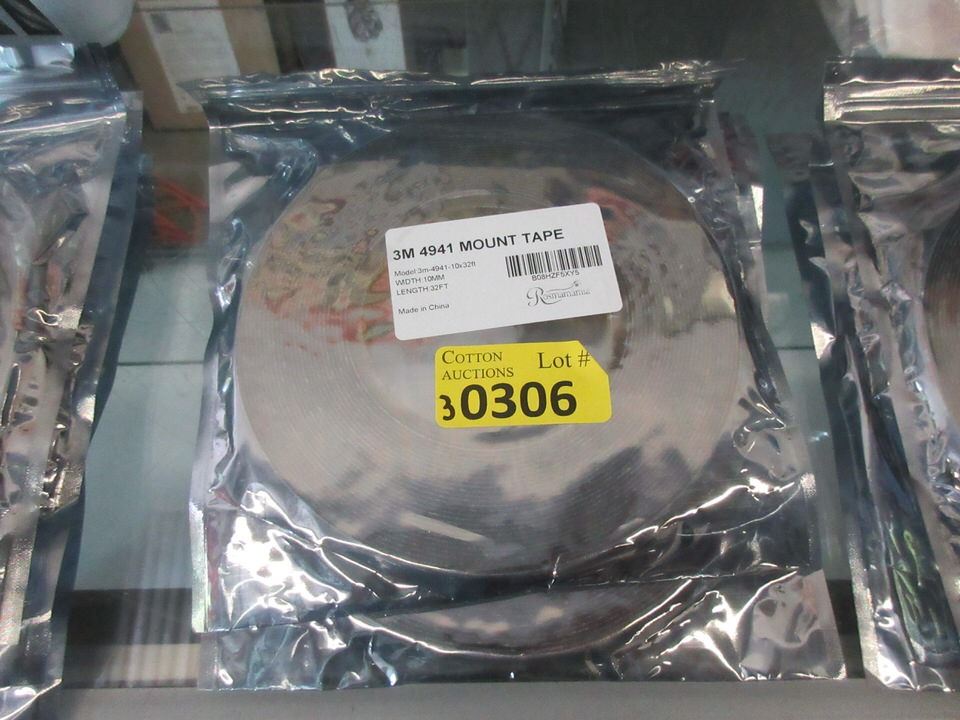 3M 4941 MOUNT TAPE
Model:3m-4941-10x32ft
WIDTH:10MM
LENGTH:32FT
Made in China
B08HZF5XY5
Rosmarinarina
COTTON
AUCTIONS
Lot #
30306